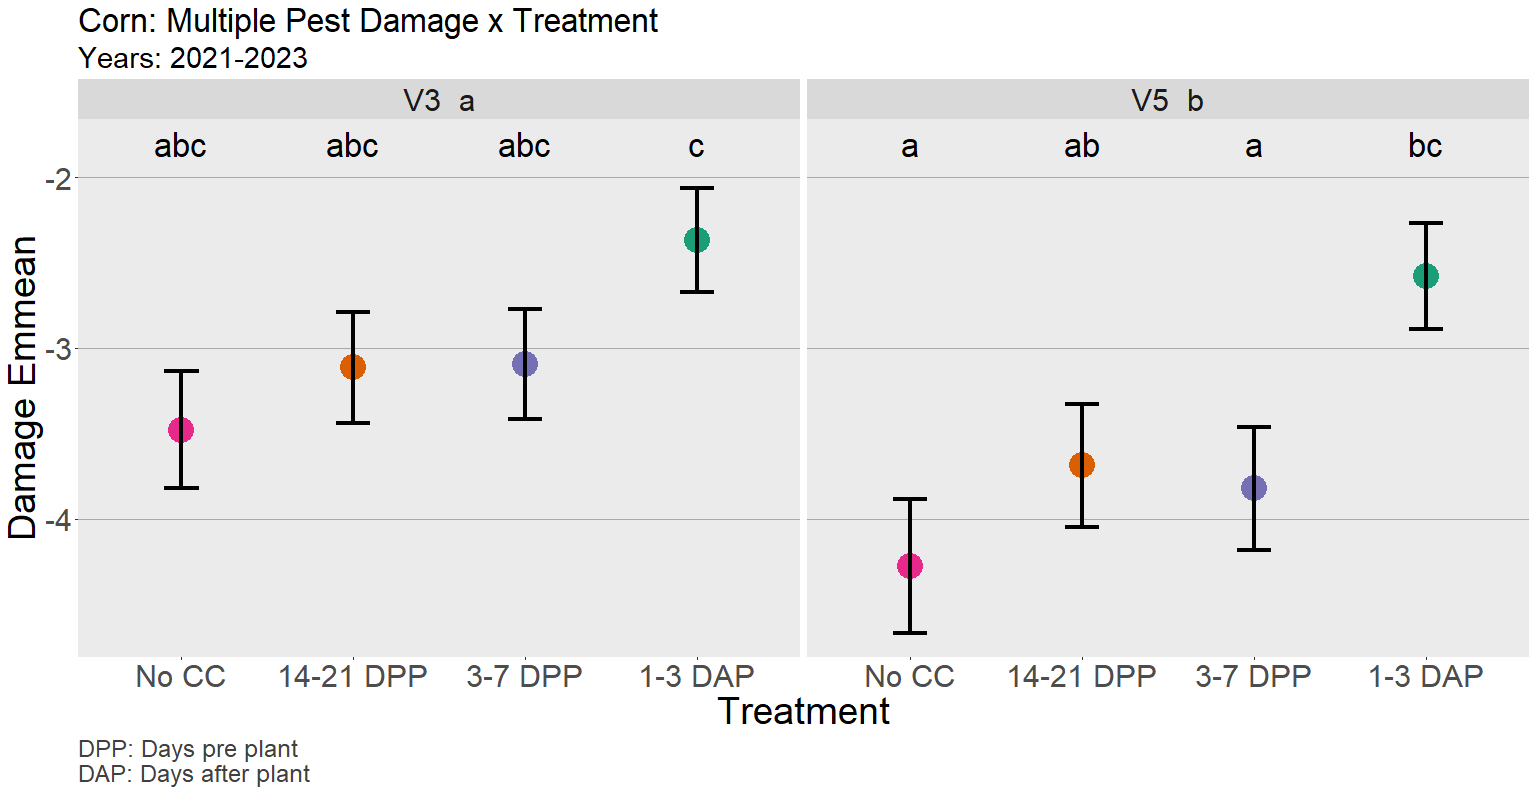 Corn: Multiple Pest Damage x Treatment
Years: 2021-2023
V3 a
V5 b
abc abc abc c
a ab a bc
-2
-3
-4
Damage Emmean
No CC 14-21 DPP 3-7 DPP 1-3 DAP
No CC 14-21 DPP 3-7 DPP 1-3 DAP
Treatment
DPP: Days pre plant
DAP: Days after plant